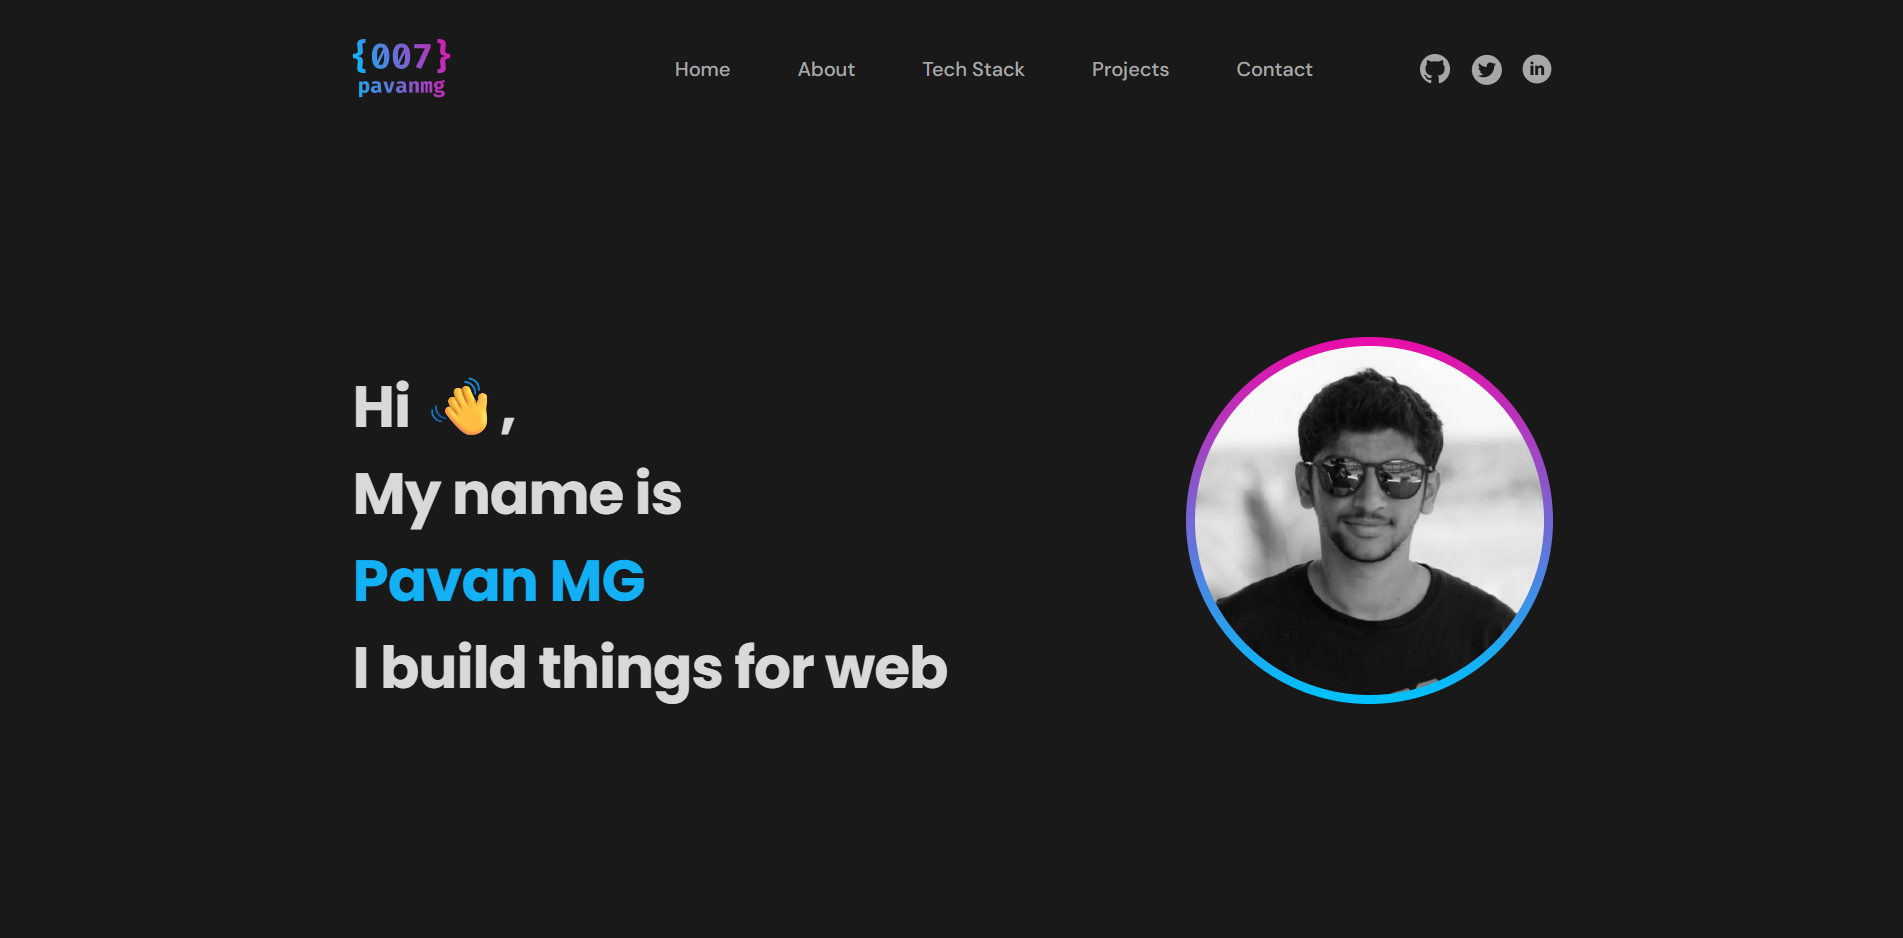 {007}
pavanmg
Home About Tech Stack Projects Contact
in
Hi 👋,
My name is
Pavan MG
I build things for web